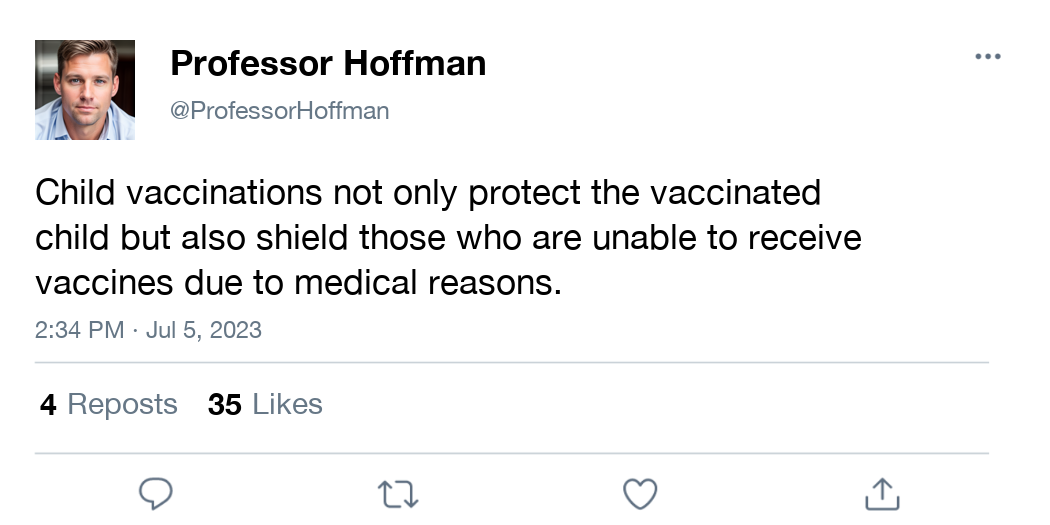 Professor Hoffman
@ProfessorHoffman
Child vaccinations not only protect the vaccinated
child but also shield those who are unable to receive
vaccines due to medical reasons.
2:34 PM · Jul 5, 2023
4 Reposts 35 Likes